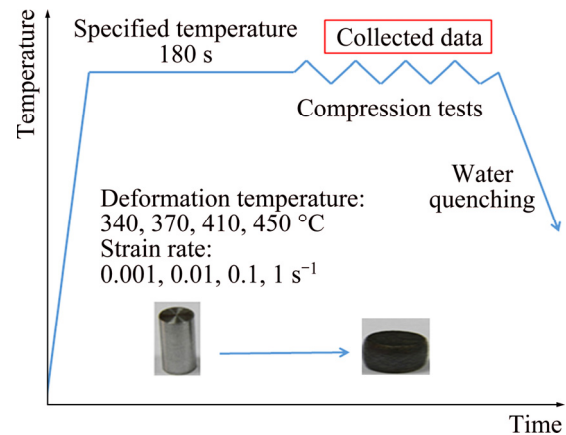 Temperature
Specified temperature
180 s
Collected data
Compression tests
Water
quenching
Deformation temperature:
340, 370, 410, 450 °C
Strain rate:
0.001, 0.01, 0.1, 1 s⁻¹
Time